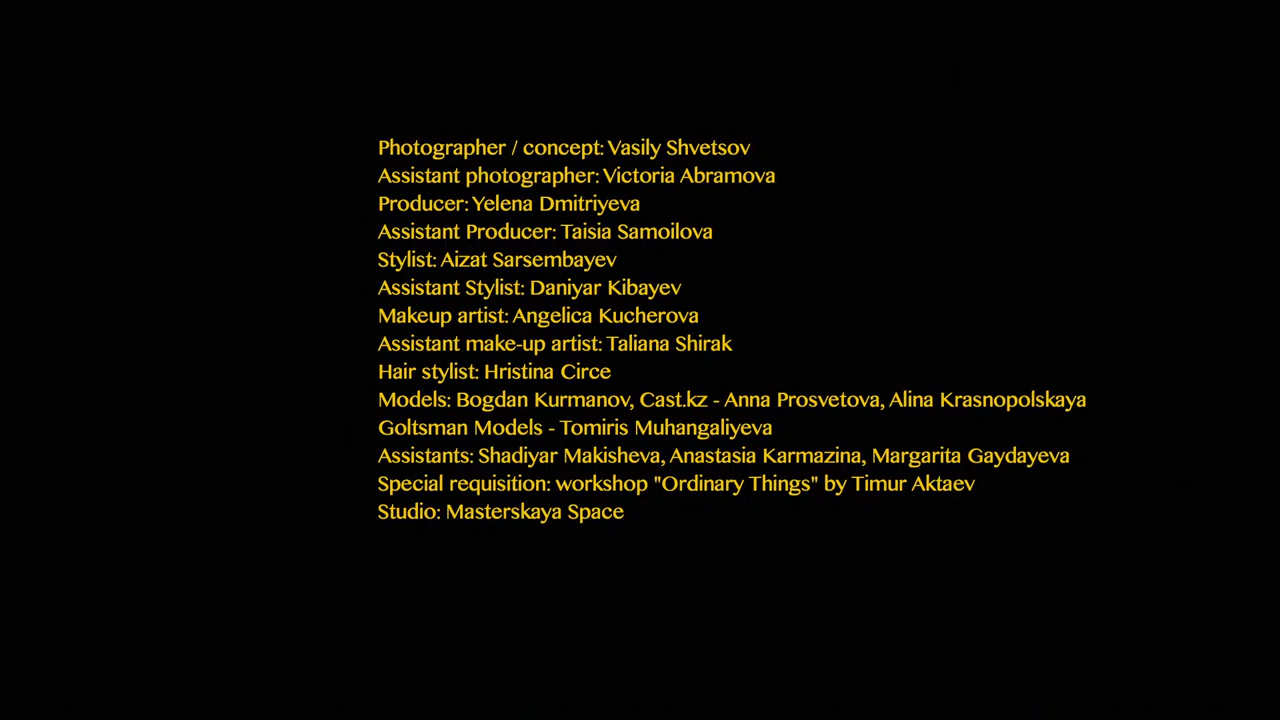 Photographer / concept: Vasily Shvetsov
Assistant photographer: Victoria Abramova
Producer: Yelena Dmitriyeva
Assistant Producer: Taisia Samoilova
Stylist: Aizat Sarsembayev
Assistant Stylist: Daniyar Kibayev
Makeup artist: Angelica Kucherova
Assistant make-up artist: Taliana Shirak
Hair stylist: Hristina Circe
Models: Bogdan Kurmanov, Cast.kz - Anna Prosvetova, Alina Krasnopolskaya
Goltsman Models - Tomiris Muhangaliyeva
Assistants: Shadiyar Makisheva, Anastasia Karmazina, Margarita Gaydayeva
Special requisition: workshop "Ordinary Things" by Timur Aktaev
Studio: Masterskaya Space